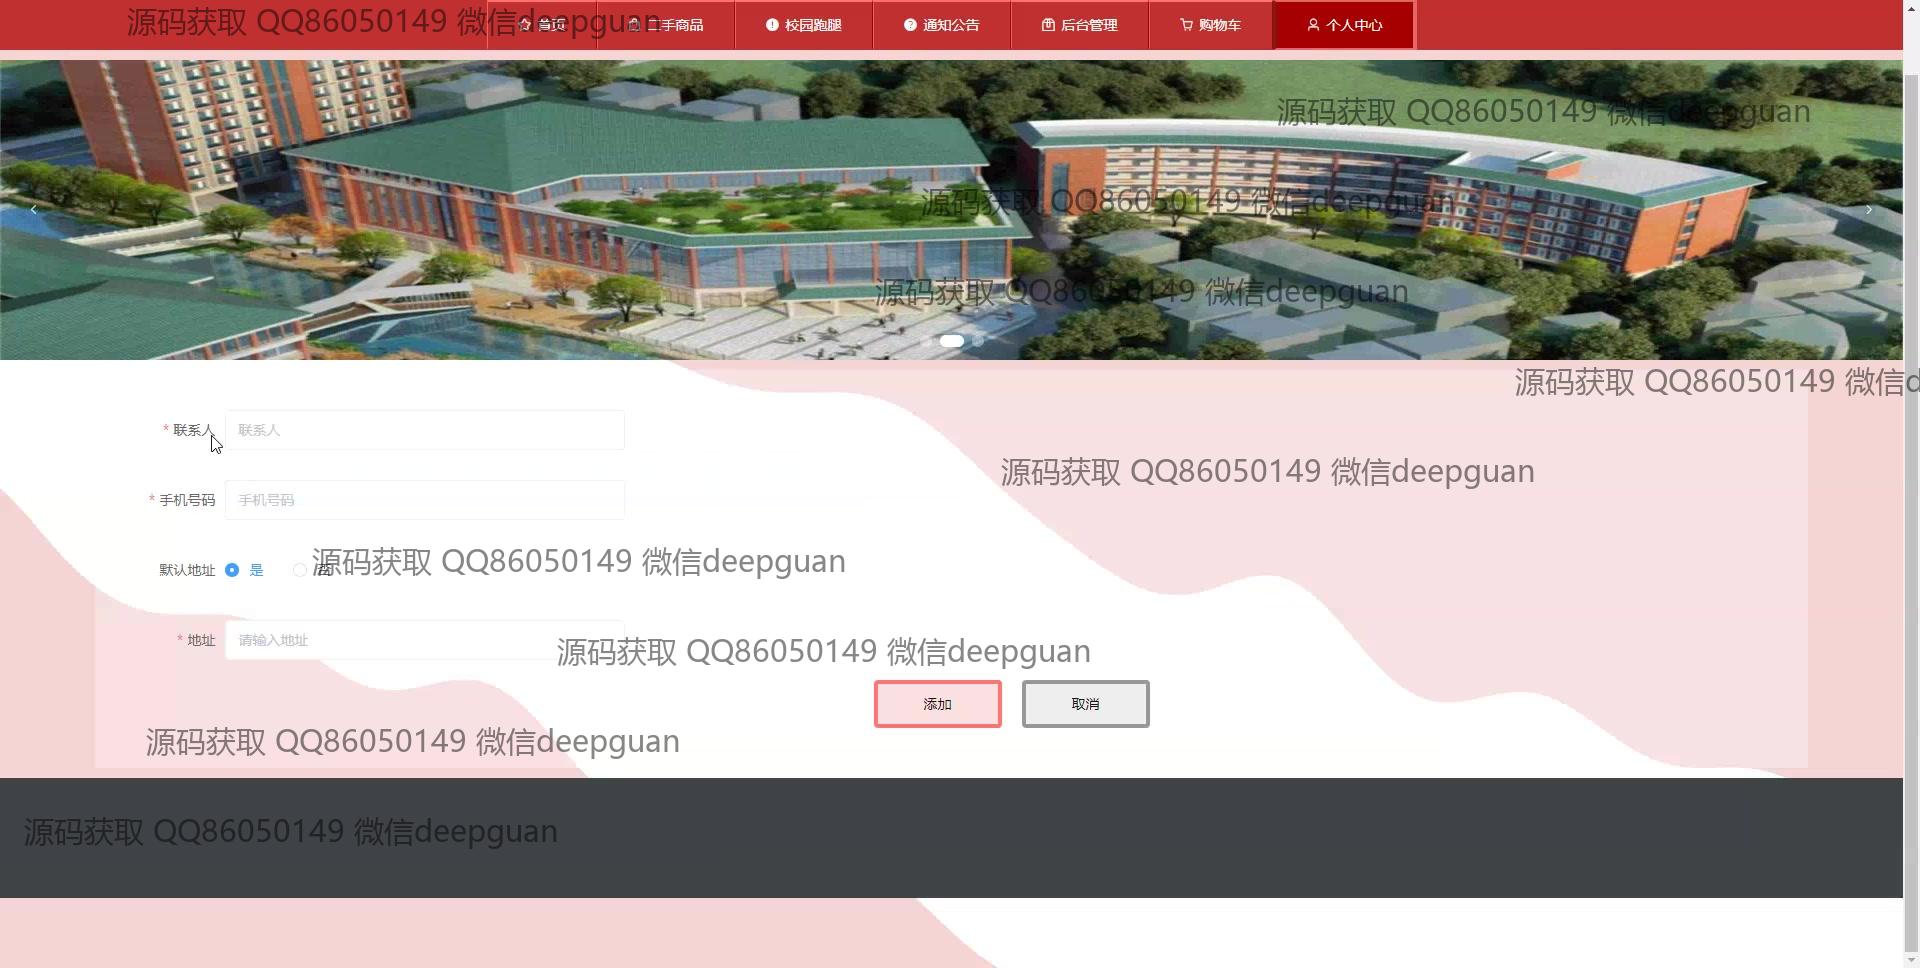 源码获取 QQ86050149 微信deepguan
首页
二手商品
校园跑腿
通知公告
后台管理
购物车
个人中心
源码获取 QQ86050149 微信deepguan
源码获取 QQ86050149 微信deepguan
源码获取 QQ86050149 微信deepguan
源码获取 QQ86050149 微信d
* 联系人 联系人
源码获取 QQ86050149 微信deepguan
* 手机号码 手机号码
源码获取 QQ86050149 微信deepguan
默认地址 是 否
* 地址 请输入地址
源码获取 QQ86050149 微信deepguan
添加 取消
源码获取 QQ86050149 微信deepguan
源码获取 QQ86050149 微信deepguan